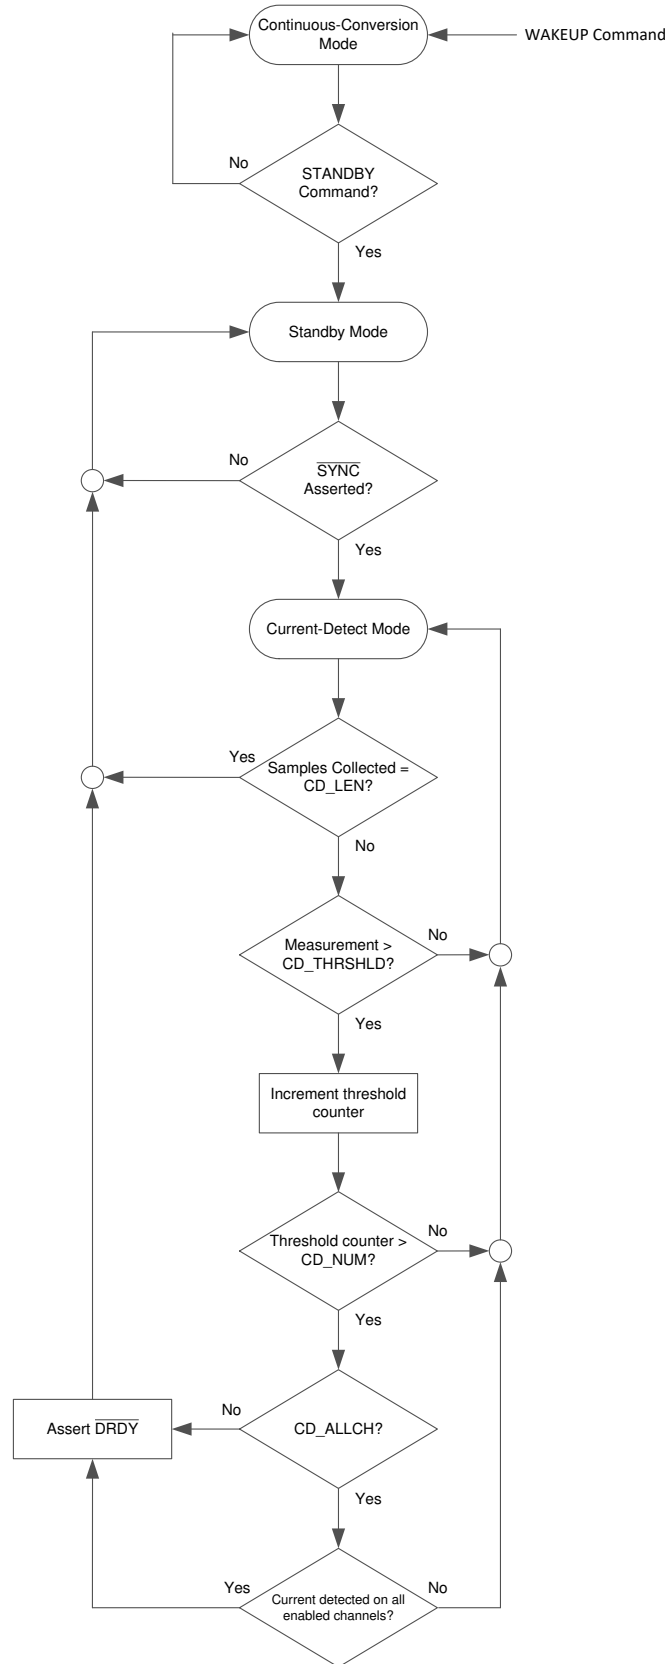 Continuous-Conversion
Mode
WAKEUP Command
No
STANDBY
Command?
Yes
Standby Mode
No
SYNC
Asserted?
Yes
Current-Detect Mode
Yes
Samples Collected =
CD_LEN?
No
Measurement >
CD_THRSHLD?
No
Yes
Increment threshold
counter
Threshold counter >
CD_NUM?
No
Yes
Assert DRDY
No
CD_ALLCH?
Yes
Yes
Current detected on all
enabled channels?
No